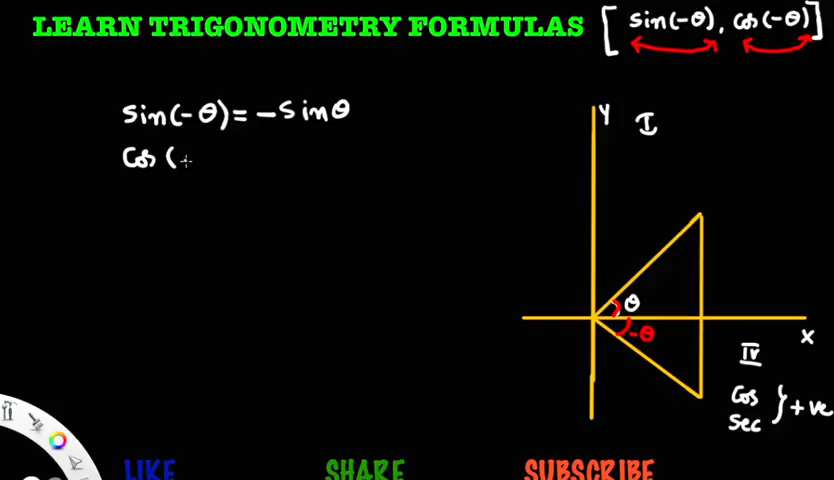 LEARN TRIGONOMETRY FORMULAS [sin(-θ), cos(-θ)]
sin(-θ)= -sinθ
Cos (
Y
I
θ
-θ
X
IV
Cos
Sec } +ve
LIKE SHARE SUBSCRIBE